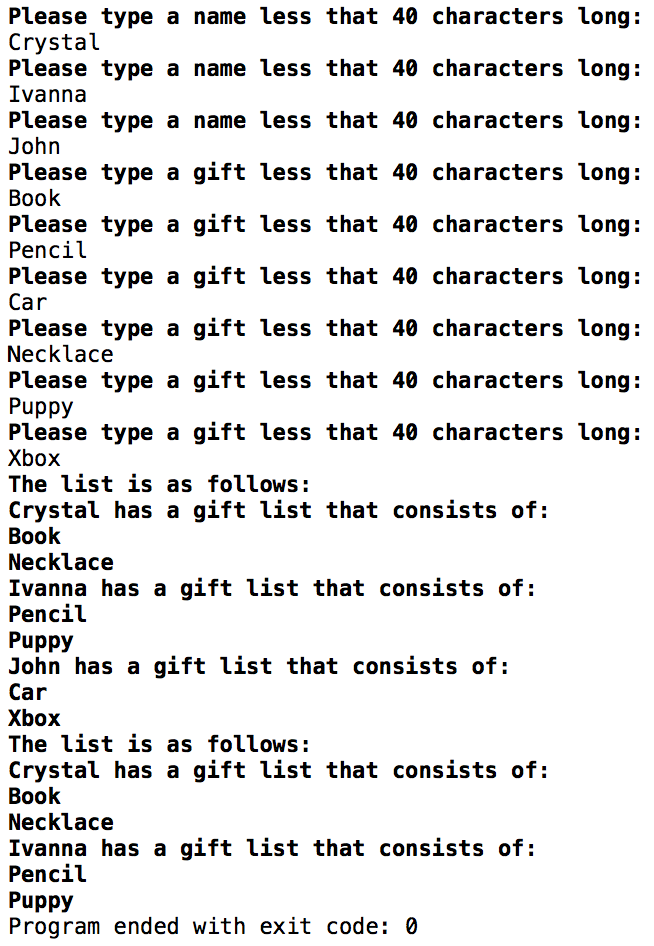 Please type a name less that 40 characters long:
Crystal
Please type a name less that 40 characters long:
Ivanna
Please type a name less that 40 characters long:
John
Please type a gift less that 40 characters long:
Book
Please type a gift less that 40 characters long:
Pencil
Please type a gift less that 40 characters long:
Car
Please type a gift less that 40 characters long:
Necklace
Please type a gift less that 40 characters long:
Puppy
Please type a gift less that 40 characters long:
Xbox
The list is as follows:
Crystal has a gift list that consists of:
Book
Necklace
Ivanna has a gift list that consists of:
Pencil
Puppy
John has a gift list that consists of:
Car
Xbox
The list is as follows:
Crystal has a gift list that consists of:
Book
Necklace
Ivanna has a gift list that consists of:
Pencil
Puppy
Program ended with exit code: 0